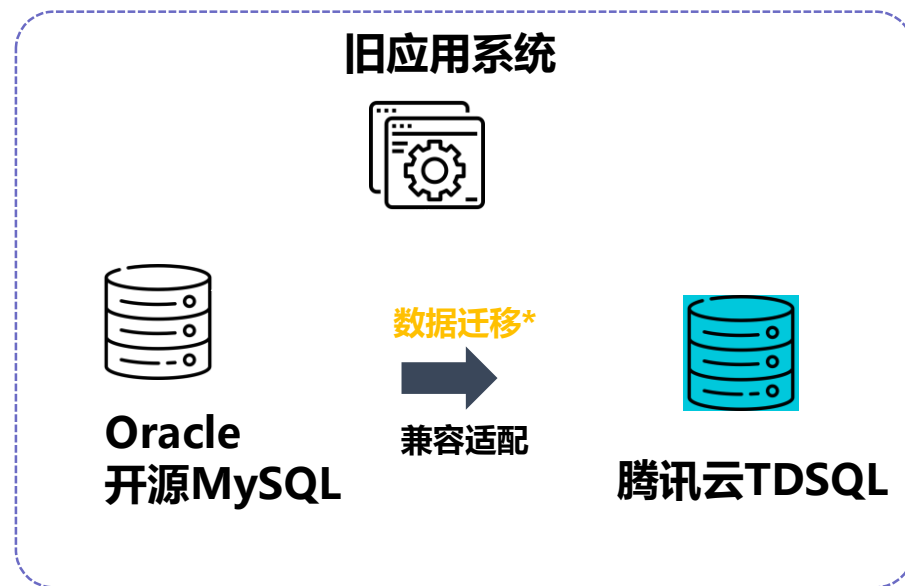 旧应用系统
数据迁移*
兼容适配
Oracle
开源MySQL
腾讯云TDSQL